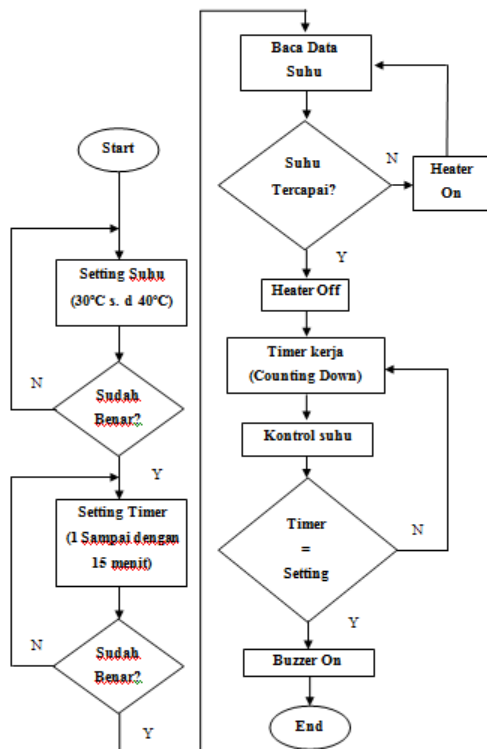 Start
Setting Suhu
(30°C s. d 40°C)
N
Sudah
Benar?
Y
Setting Timer
(1 Sampai dengan
15 menit)
N
Sudah
Benar?
Y
Baca Data
Suhu
Suhu
Tercapai?
N
Heater
On
Y
Heater Off
Timer kerja
(Counting Down)
Kontrol suhu
Timer
=
Setting
N
Y
Buzzer On
End